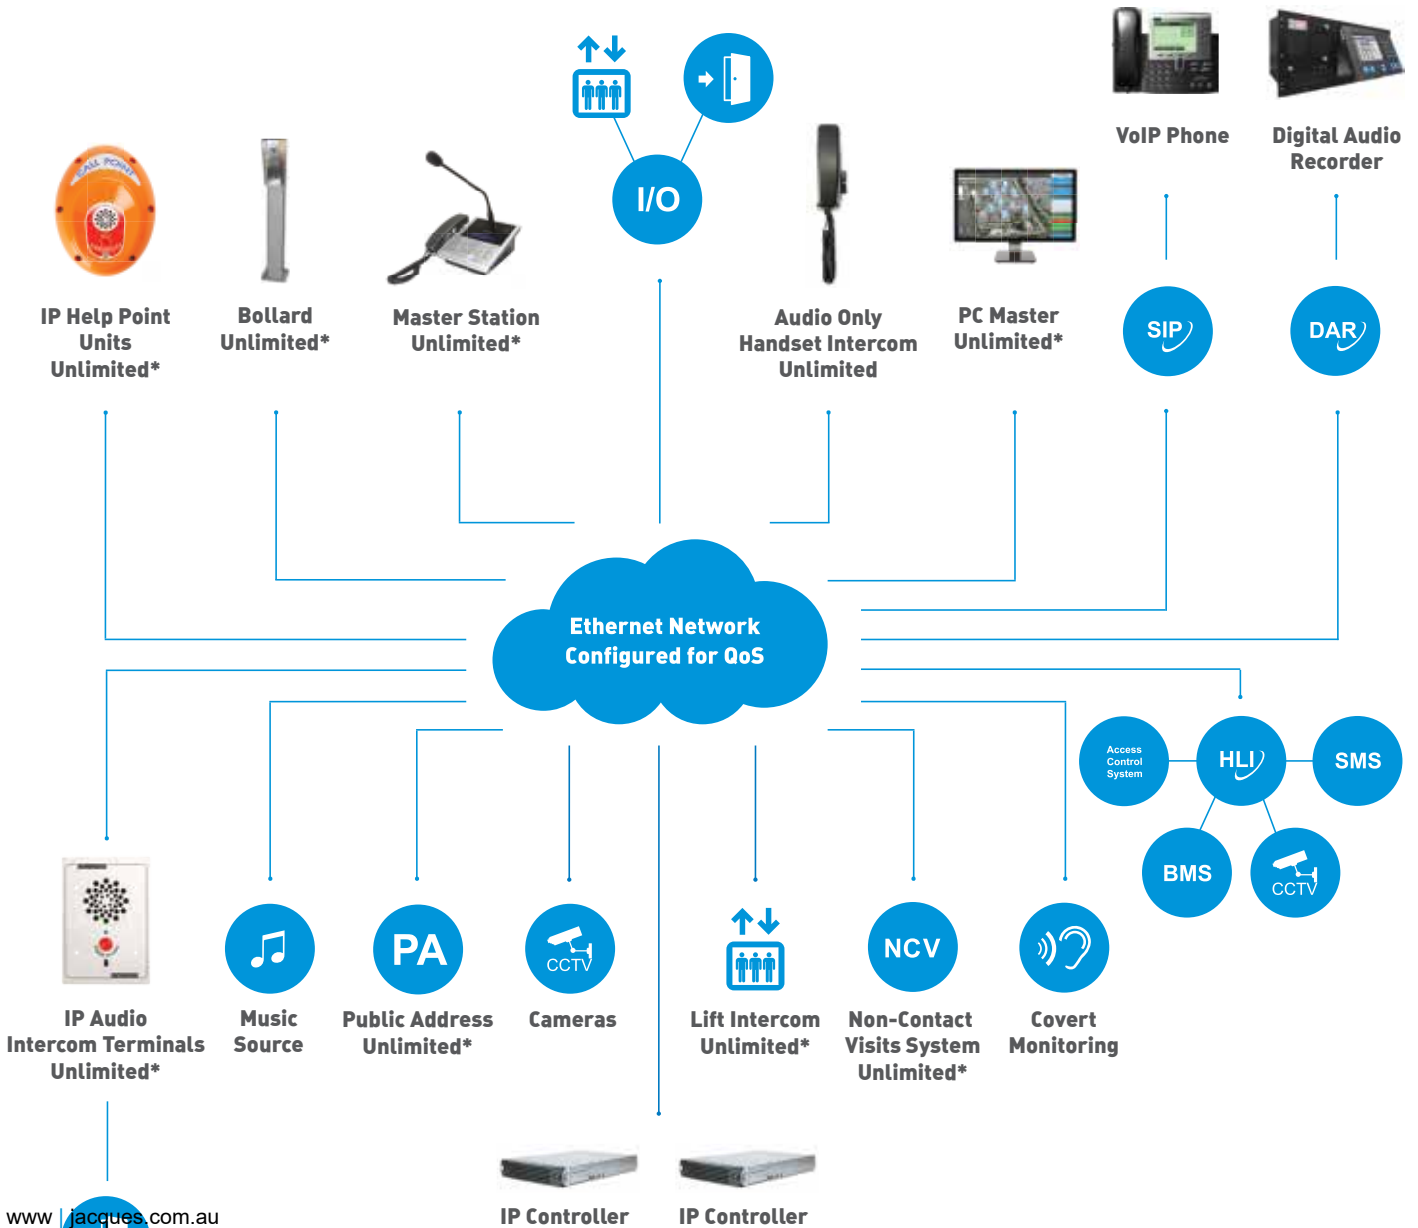 VoIP Phone
Digital Audio
Recorder
CALL POINT
I/O
IP Help Point
Units
Unlimited*
Bollard
Unlimited*
Master Station
Unlimited*
Audio Only
Handset Intercom
Unlimited
PC Master
Unlimited*
SIP
DAR
Ethernet Network
Configured for QoS
Access
Control
System
HLI
SMS
BMS
CCTV
PA
CCTV
NCV
IP Audio
Intercom Terminals
Unlimited*
Music
Source
Public Address
Unlimited*
Cameras
Lift Intercom
Unlimited*
Non-Contact
Visits System
Unlimited*
Covert
Monitoring
IP Controller
IP Controller
www | jacques.com.au